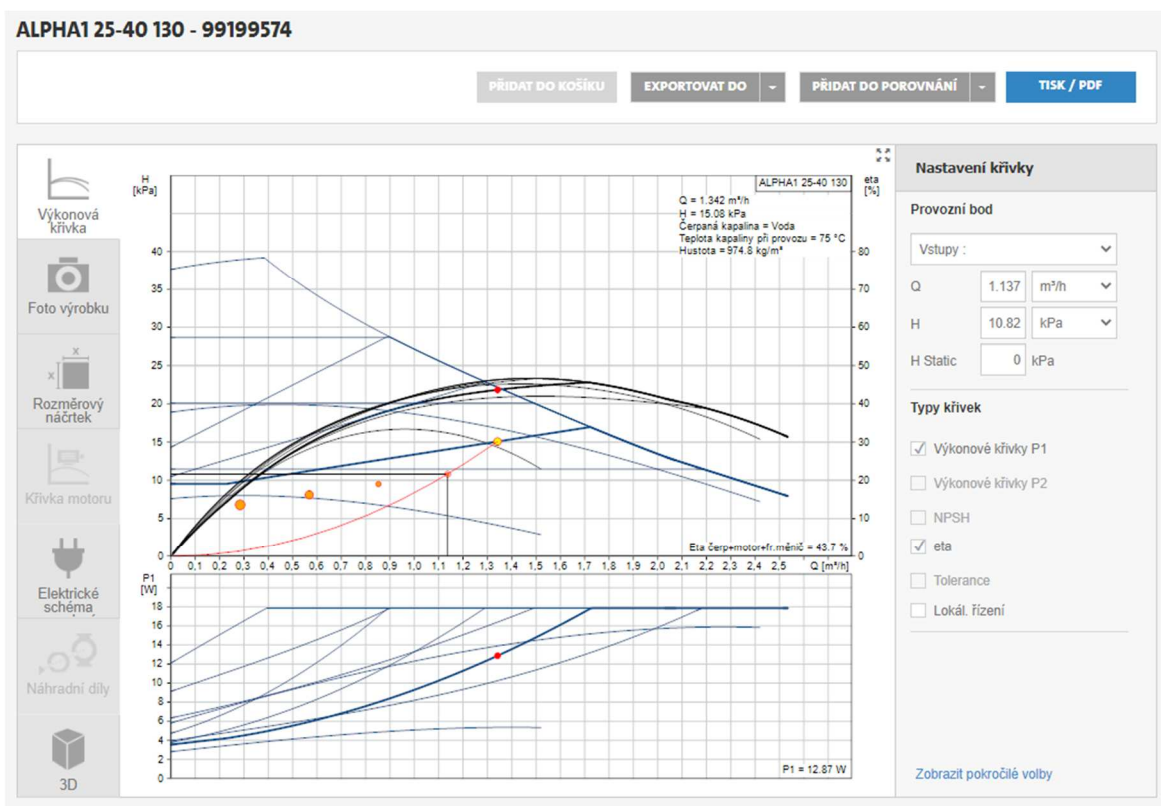 ALPHA1 25-40 130 - 99199574
PŘIDAT DO KOŠÍKU
EXPORTOVAT DO
PŘIDAT DO POROVNÁNÍ
TISK / PDF
Výkonová
křivka
Foto výrobku
x
x
Rozměrový
náčrtek
Křivka motoru
Elektrické
schéma
Náhradní díly
3D
H
[kPa]
eta
[%]
ALPHA1 25-40 130
Q = 1.342 m³/h
H = 15.08 kPa
Čerpaná kapalina = Voda
Teplota kapaliny při provozu = 75 °C
Hustota = 974.8 kg/m³
40
35
30
25
20
15
10
5
0
80
70
60
50
40
30
20
10
0
Eta čerp+motor+fr.měnič = 43.7 %
0 0,1 0,2 0,3 0,4 0,5 0,6 0,7 0,8 0,9 1,0 1,1 1,2 1,3 1,4 1,5 1,6 1,7 1,8 1,9 2,0 2,1 2,2 2,3 2,4 2,5 Q [m³/h]
P1
[W]
18
16
14
12
10
8
6
4
2
0
P1 = 12.87 W
Nastavení křivky
Provozní bod
Vstupy :
Q 1.137 m³/h
H 10.82 kPa
H Static 0 kPa
Typy křivek
Výkonové křivky P1
Výkonové křivky P2
NPSH
eta
Tolerance
Lokál. řízení
Zobrazit pokročilé volby